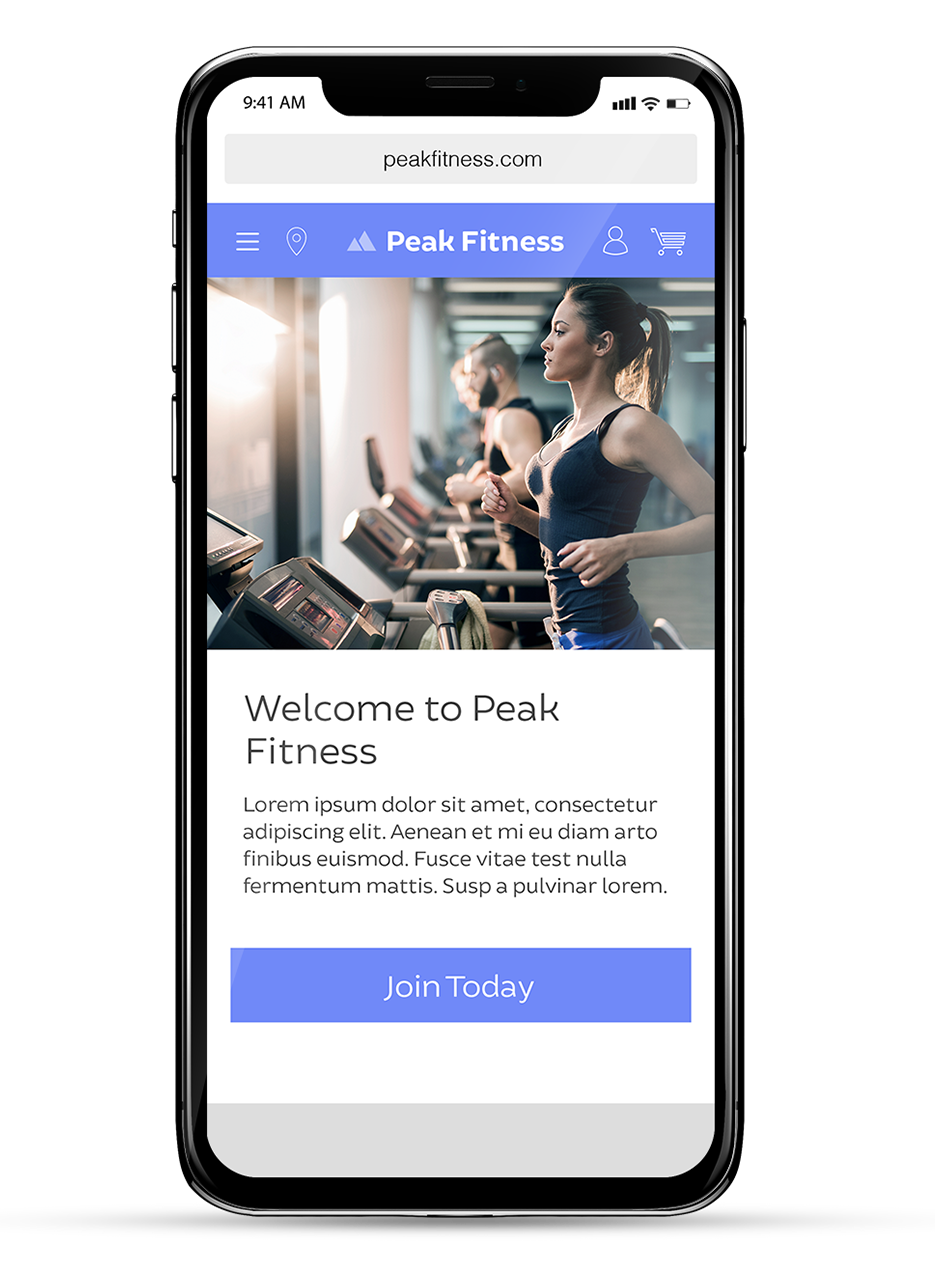 9:41 AM
peakfitness.com
Peak Fitness
Welcome to Peak
Fitness
Lorem ipsum dolor sit amet, consectetur
adipiscing elit. Aenean et mi eu diam arto
finibus euismod. Fusce vitae test nulla
fermentum mattis. Susp a pulvinar lorem.
Join Today